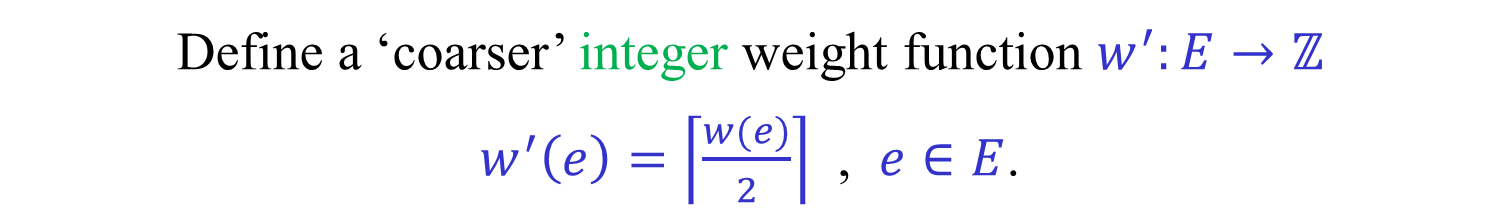 Define a ‘coarser’ integer weight function w′: E → ℤ
w′(e) = ⌈w(e)/2⌉ , e ∈ E.